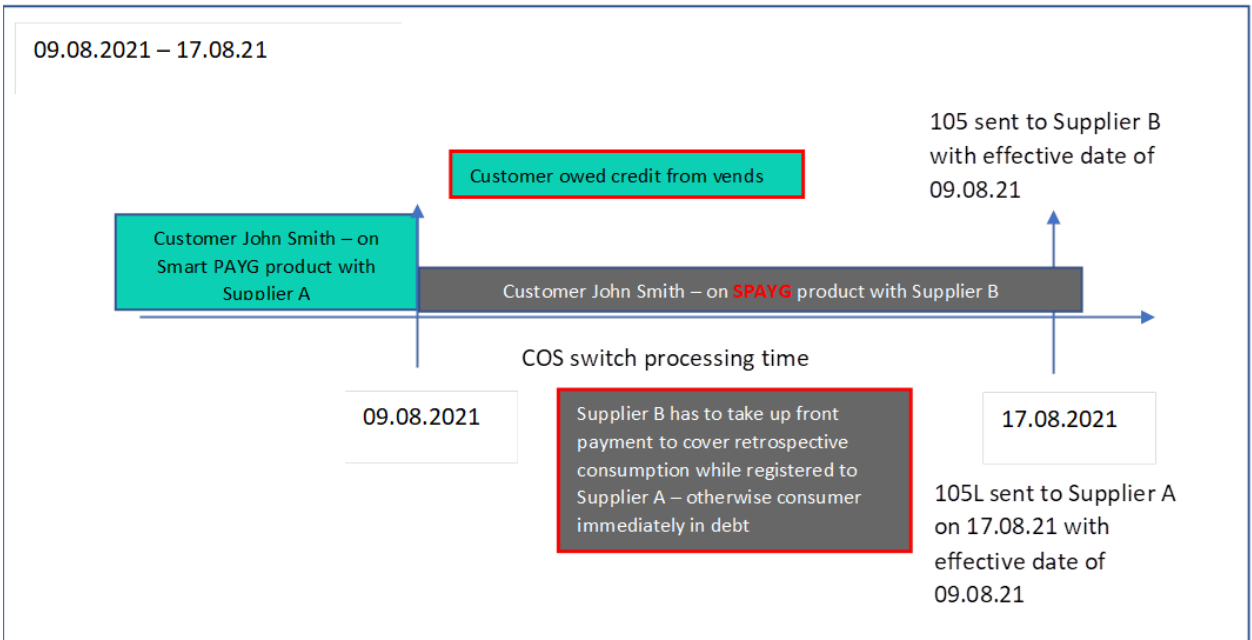 09.08.2021 – 17.08.21
105 sent to Supplier B
with effective date of
09.08.21
Customer owed credit from vends
Customer John Smith – on
Smart PAYG product with
Supplier A
Customer John Smith – on SPAYG product with Supplier B
COS switch processing time
09.08.2021
Supplier B has to take up front
payment to cover retrospective
consumption while registered to
Supplier A – otherwise consumer
immediately in debt
17.08.2021
105L sent to Supplier A
on 17.08.21 with
effective date of
09.08.21